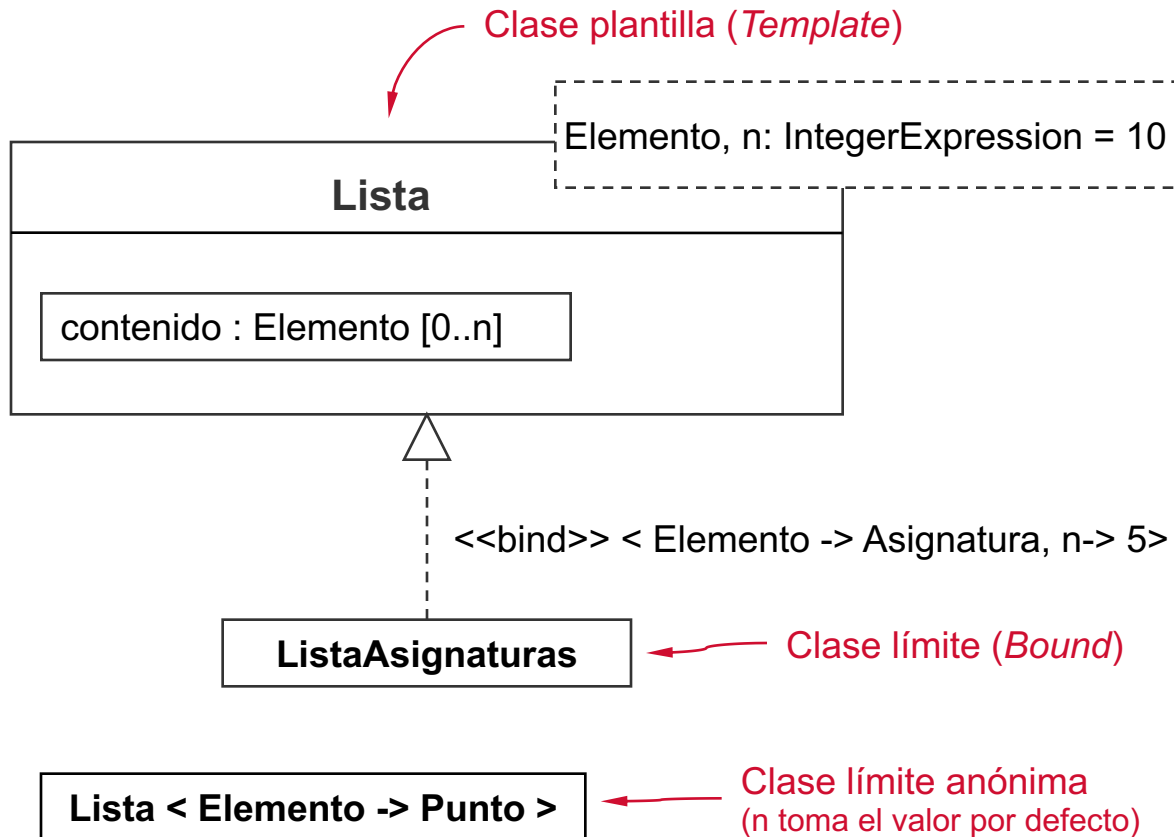 Clase plantilla (Template)
Elemento, n: IntegerExpression = 10
Lista
contenido : Elemento [0..n]
<<bind>> < Elemento -> Asignatura, n-> 5>
ListaAsignaturas
Clase límite (Bound)
Lista < Elemento -> Punto >
Clase límite anónima
(n toma el valor por defecto)